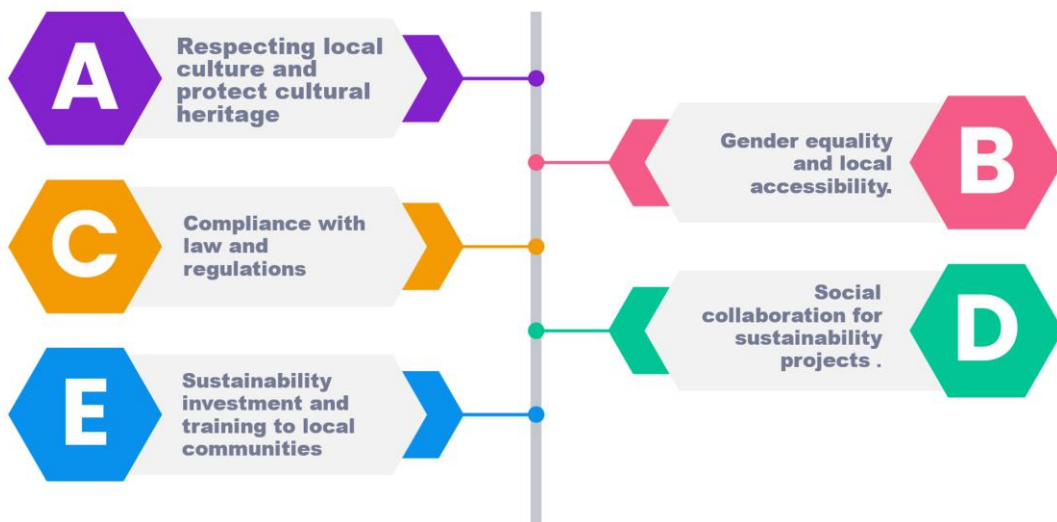 A
Respecting local
culture and
protect cultural
heritage
B
Gender equality
and local
accessibility.
C
Compliance with
law and
regulations
D
Social
collaboration for
sustainability
projects .
E
Sustainability
investment and
training to local
communities